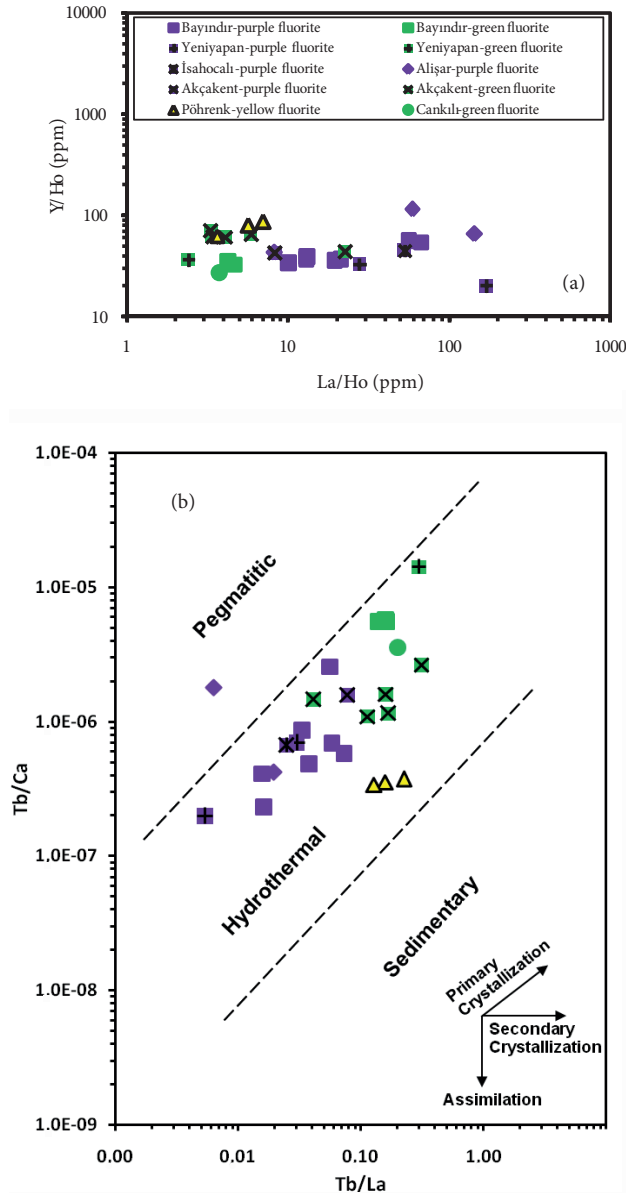 Bayındır-purple fluorite Bayındır-green fluorite
Yeniyapan-purple fluorite Yeniyapan-green fluorite
İsahocalı-purple fluorite Alişar-purple fluorite
Akçakent-purple fluorite Akçakent-green fluorite
Pöhrenk-yellow fluorite Cankılı-green fluorite
10000
1000
100
10
Y/Ho (ppm)
(a)
1 10 100 1000
La/Ho (ppm)
1.0E-04
(b)
Pegmatitic
1.0E-05
1.0E-06
Tb/Ca
1.0E-07
Hydrothermal
Sedimentary
1.0E-08
Primary
Crystallization
Secondary
Crystallization
Assimilation
1.0E-09
0.00 0.01 0.10 1.00
Tb/La